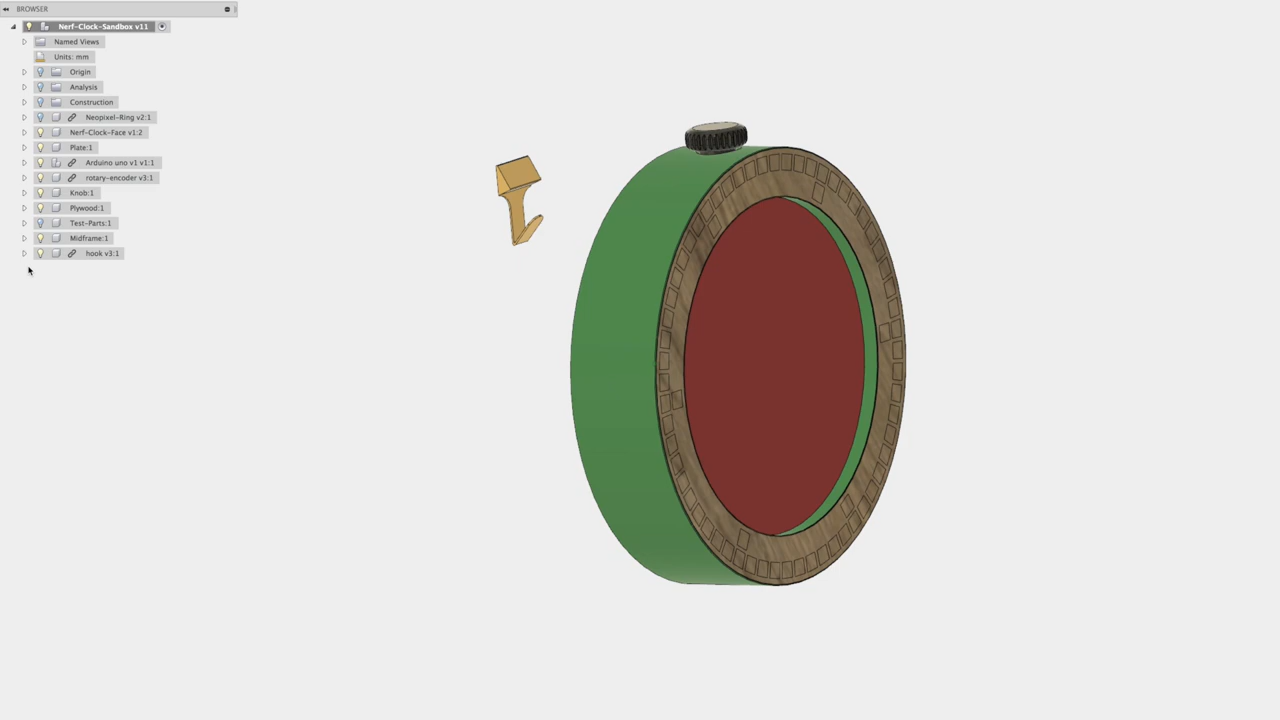 BROWSER
Nerf-Clock-Sandbox v11
Named Views
Units: mm
Origin
Analysis
Construction
Neopixel-Ring v2:1
Nerf-Clock-Face v1:2
Plate:1
Arduino uno v1 v1:1
rotary-encoder v3:1
Knob:1
Plywood:1
Test-Parts:1
Midframe:1
hook v3:1